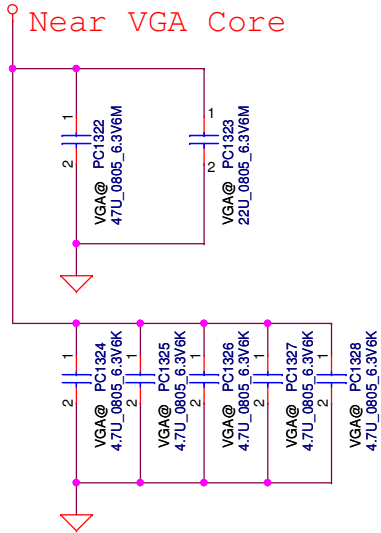 Near VGA Core
1
2
VGA@ PC1322
47U_0805_6.3V6M
1
2
VGA@ PC1323
22U_0805_6.3V6M
1
2
VGA@ PC1324
4.7U_0805_6.3V6K
1
2
VGA@ PC1325
4.7U_0805_6.3V6K
1
2
VGA@ PC1326
4.7U_0805_6.3V6K
1
2
VGA@ PC1327
4.7U_0805_6.3V6K
1
2
VGA@ PC1328
4.7U_0805_6.3V6K